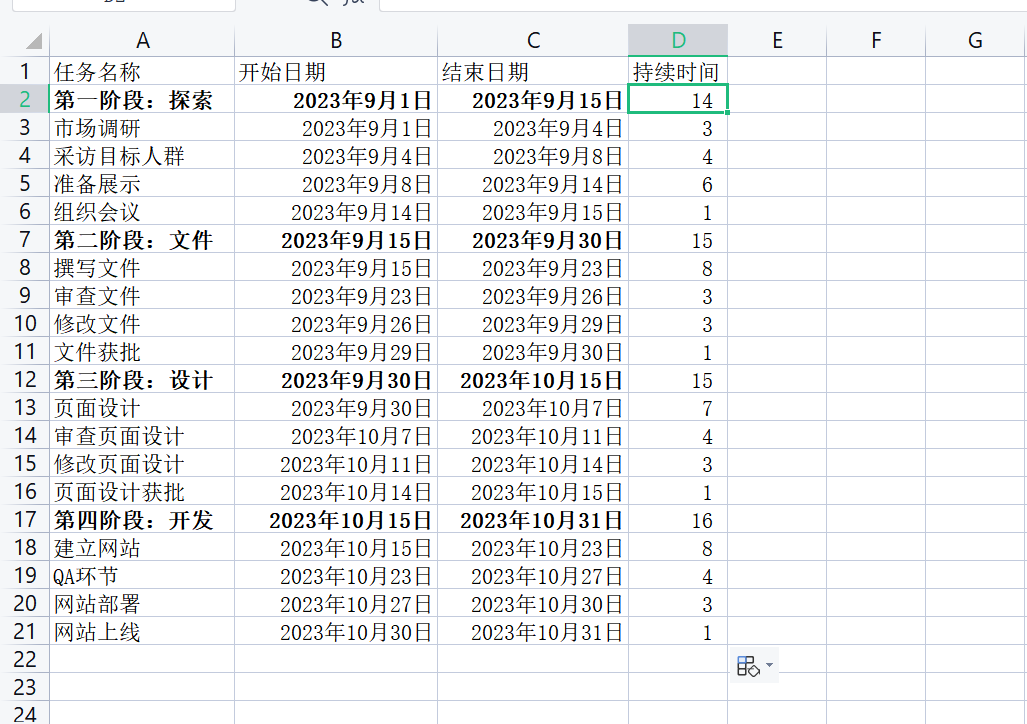 A B C D E F G
1 任务名称 开始日期 结束日期 持续时间
2 第一阶段：探索 2023年9月1日 2023年9月15日 14
3 市场调研 2023年9月1日 2023年9月4日 3
4 采访目标人群 2023年9月4日 2023年9月8日 4
5 准备展示 2023年9月8日 2023年9月14日 6
6 组织会议 2023年9月14日 2023年9月15日 1
7 第二阶段：文件 2023年9月15日 2023年9月30日 15
8 撰写文件 2023年9月15日 2023年9月23日 8
9 审查文件 2023年9月23日 2023年9月26日 3
10 修改文件 2023年9月26日 2023年9月29日 3
11 文件获批 2023年9月29日 2023年9月30日 1
12 第三阶段：设计 2023年9月30日 2023年10月15日 15
13 页面设计 2023年9月30日 2023年10月7日 7
14 审查页面设计 2023年10月7日 2023年10月11日 4
15 修改页面设计 2023年10月11日 2023年10月14日 3
16 页面设计获批 2023年10月14日 2023年10月15日 1
17 第四阶段：开发 2023年10月15日 2023年10月31日 16
18 建立网站 2023年10月15日 2023年10月23日 8
19 QA环节 2023年10月23日 2023年10月27日 4
20 网站部署 2023年10月27日 2023年10月30日 3
21 网站上线 2023年10月30日 2023年10月31日 1
22
23
24